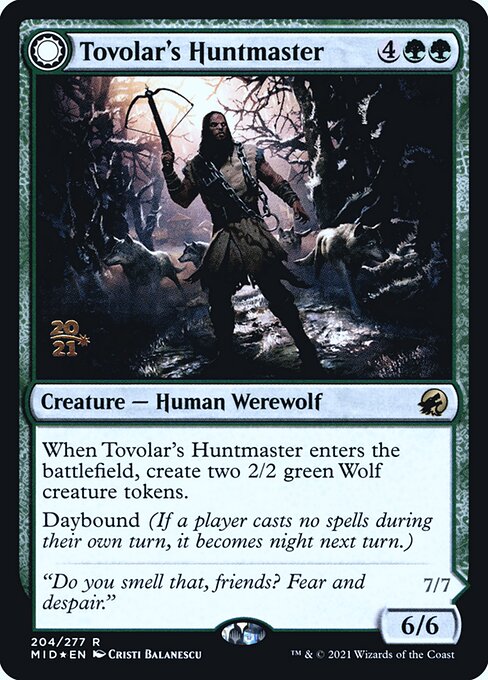 Tovolar's Huntmaster 4
20
21
Creature — Human Werewolf
When Tovolar's Huntmaster enters the
battlefield, create two 2/2 green Wolf
creature tokens.
Daybound (If a player casts no spells during
their own turn, it becomes night next turn.)
"Do you smell that, friends? Fear and
despair."
7/7
6/6
204/277 R
MID★EN Cristi Balanescu
™ & © 2021 Wizards of the Coast